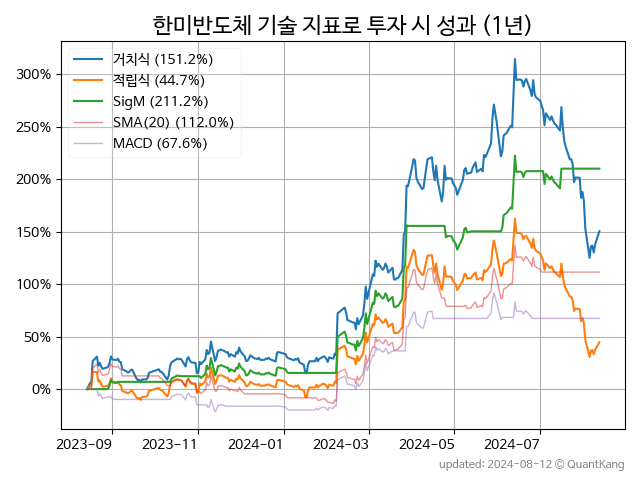 한미반도체 기술 지표로 투자 시 성과 (1년)
거치식 (151.2%)
적립식 (44.7%)
SigM (211.2%)
SMA(20) (112.0%)
MACD (67.6%)
300%
250%
200%
150%
100%
50%
0%
2023-09 2023-11 2024-01 2024-03 2024-05 2024-07
updated: 2024-08-12 © QuantKang